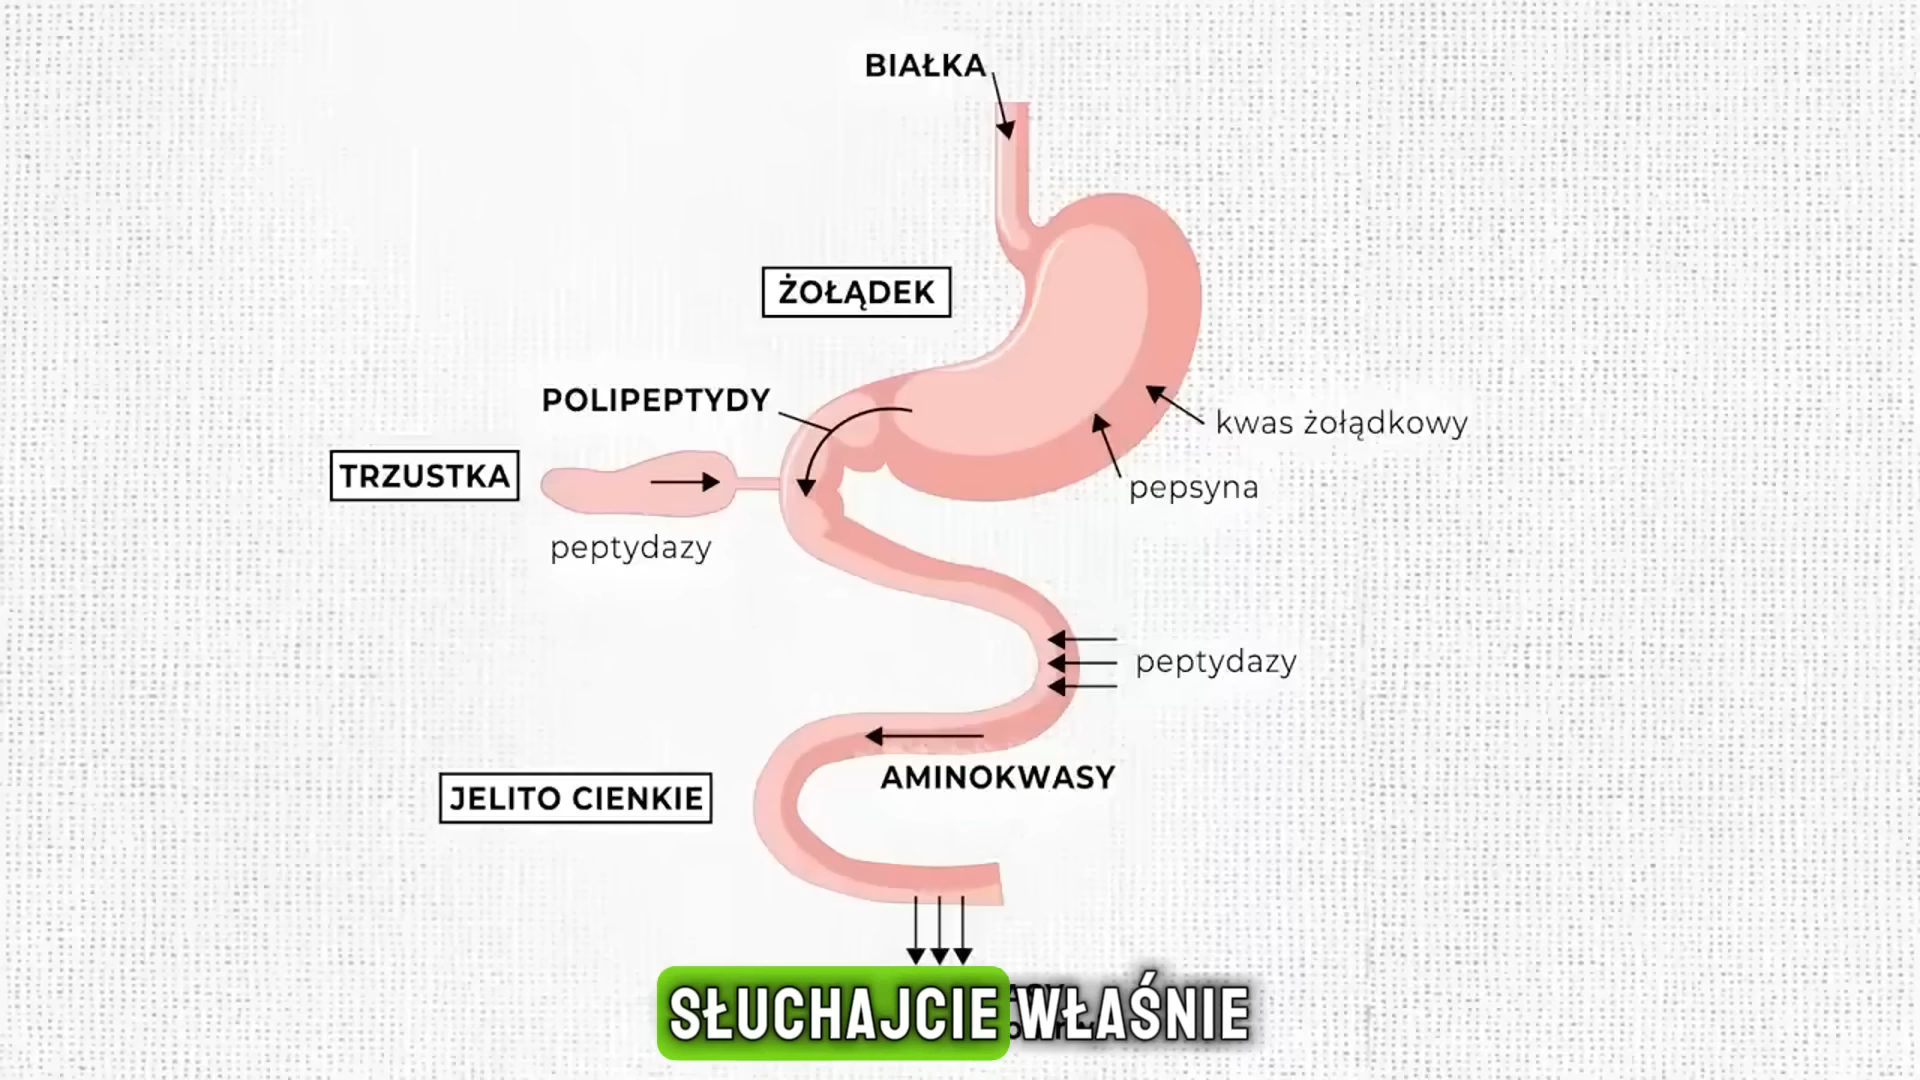 BIAŁKA
ŻOŁĄDEK
POLIPEPTYDY
kwas żołądkowy
TRZUSTKA
pepsyna
peptydazy
peptydazy
AMINOKWASY
JELITO CIENKIE
SŁUCHAJCIE WŁAŚNIE